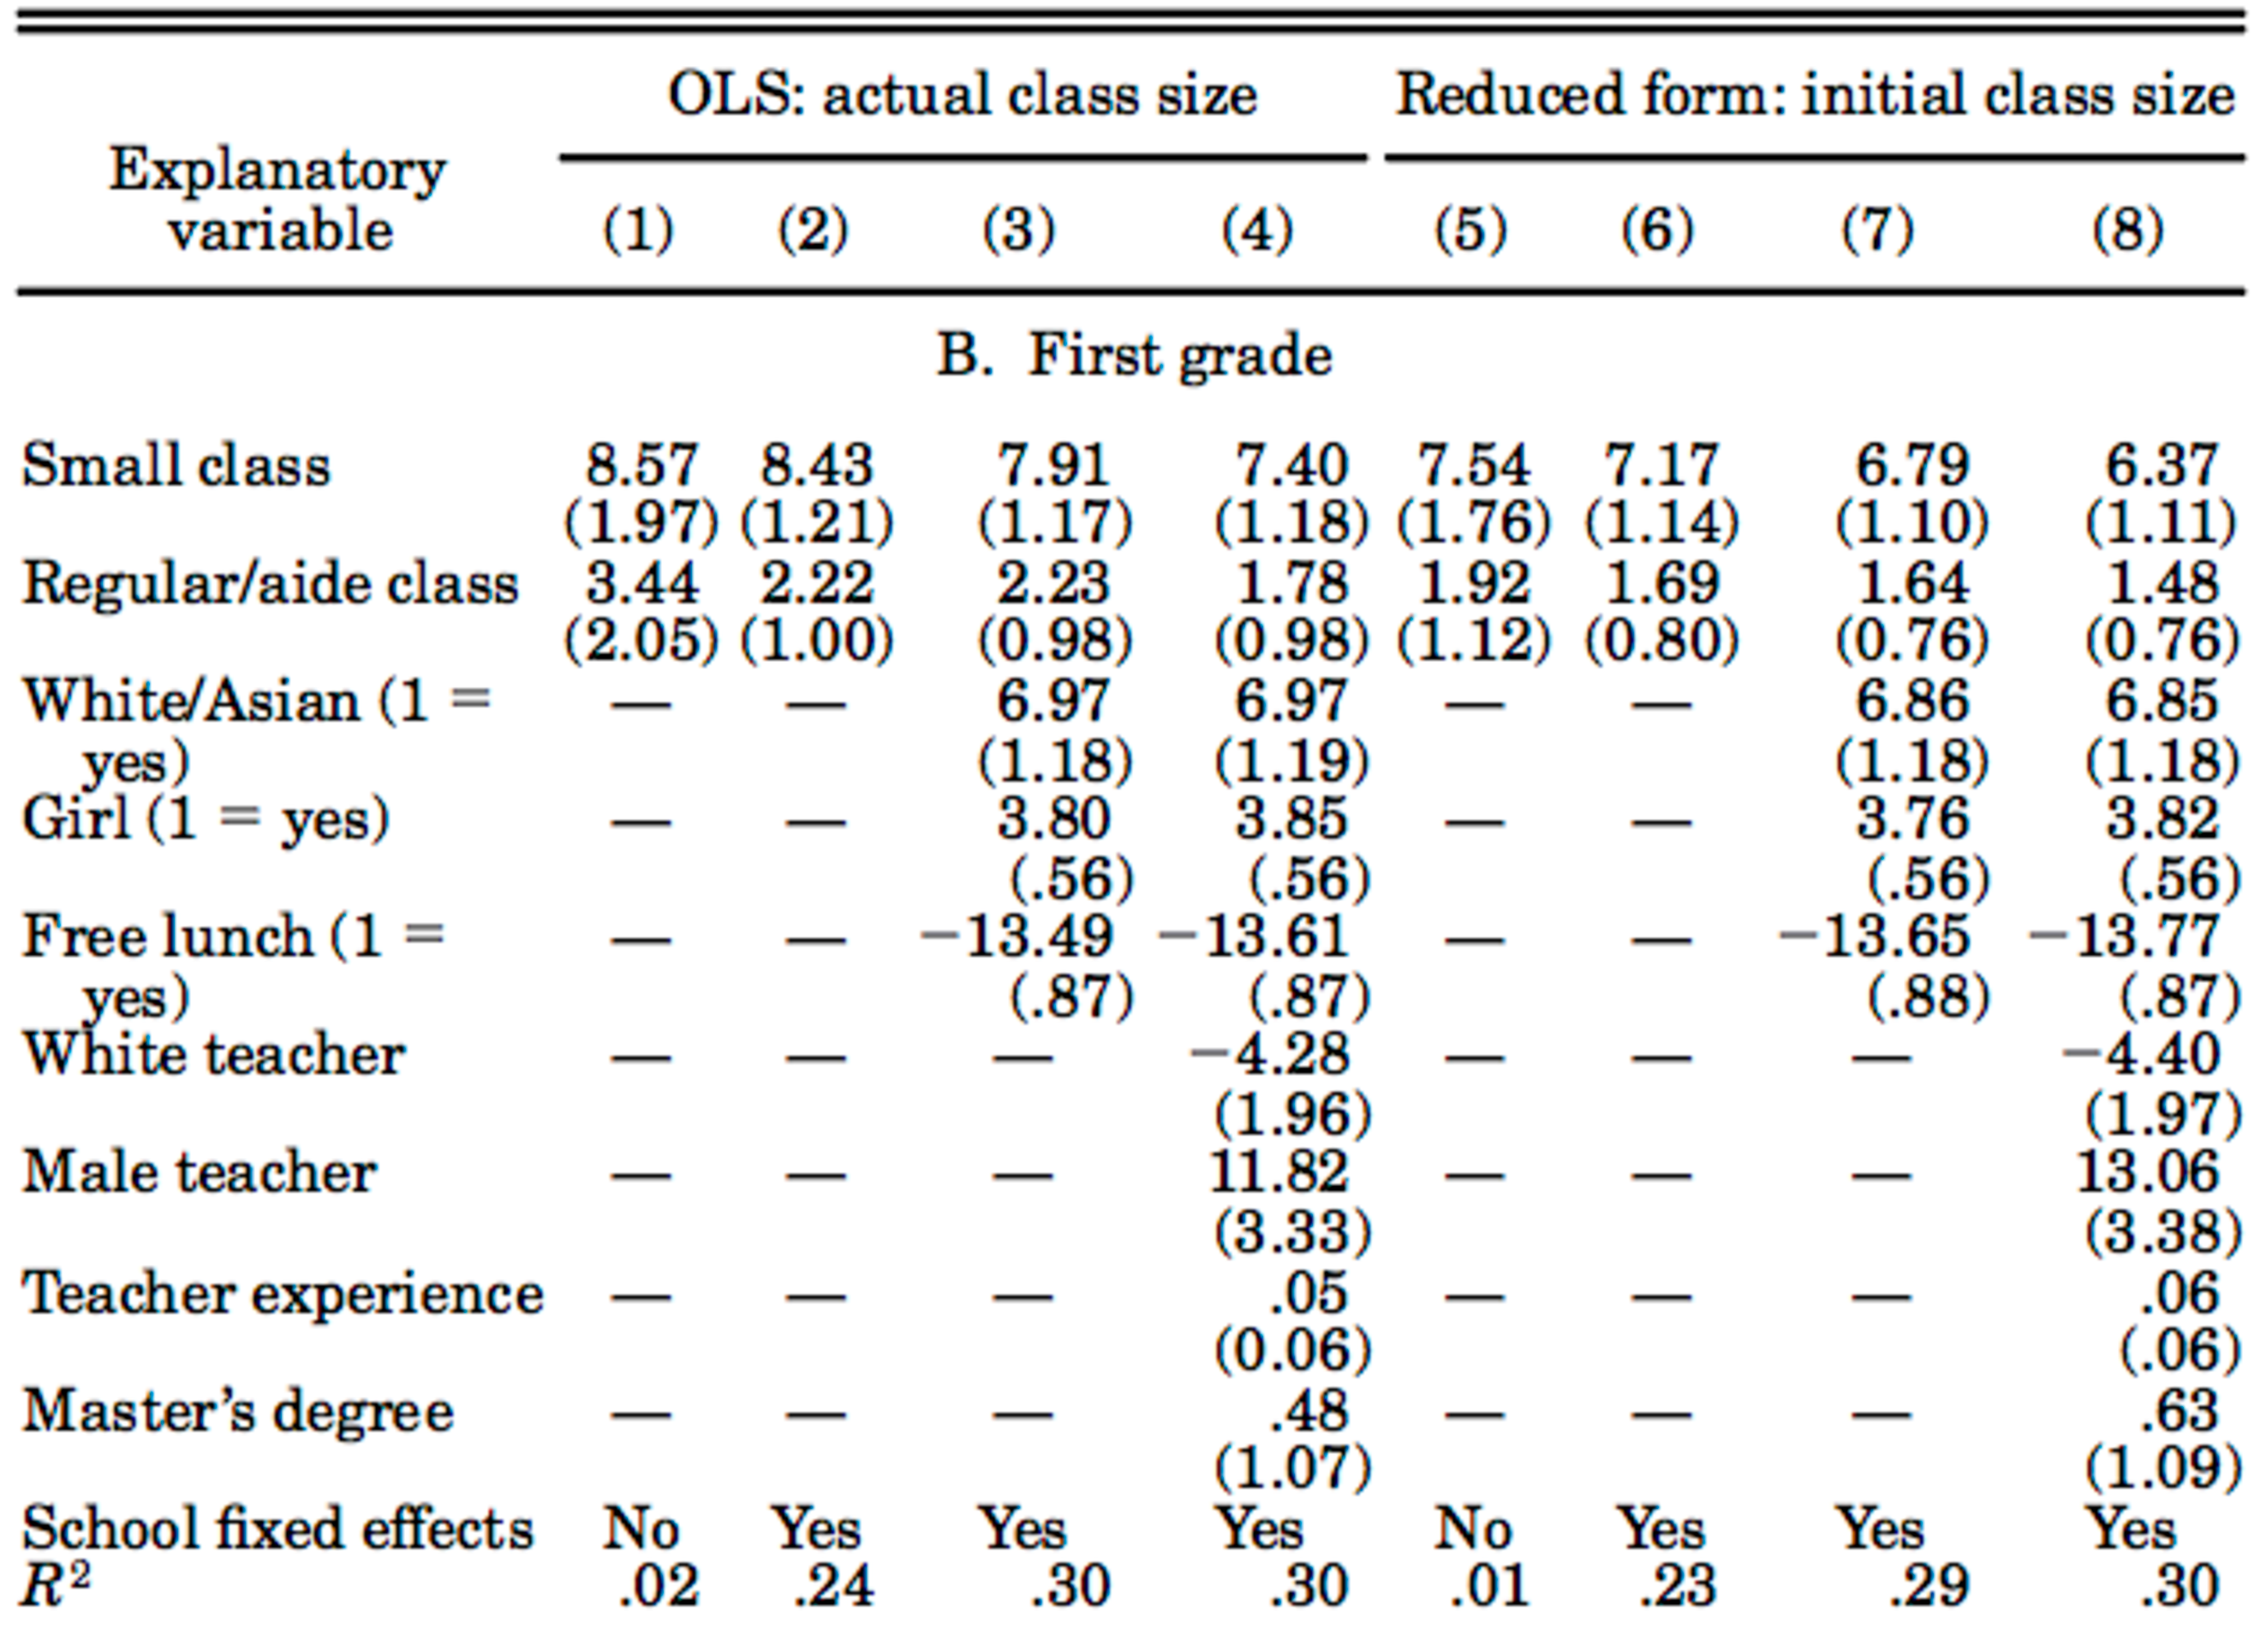 OLS: actual class size Reduced form: initial class size
Explanatory
variable (1) (2) (3) (4) (5) (6) (7) (8)
B. First grade
Small class 8.57 8.43 7.91 7.40 7.54 7.17 6.79 6.37
(1.97) (1.21) (1.17) (1.18) (1.76) (1.14) (1.10) (1.11)
Regular/aide class 3.44 2.22 2.23 1.78 1.92 1.69 1.64 1.48
(2.05) (1.00) (0.98) (0.98) (1.12) (0.80) (0.76) (0.76)
White/Asian (1 = — — 6.97 6.97 — — 6.86 6.85
yes) (1.18) (1.19) (1.18) (1.18)
Girl (1 = yes) — — 3.80 3.85 — — 3.76 3.82
(.56) (.56) (.56) (.56)
Free lunch (1 = — — −13.49 −13.61 — — −13.65 −13.77
yes) (.87) (.87) (.88) (.87)
White teacher — — — −4.28 — — — −4.40
(1.96) (1.97)
Male teacher — — — 11.82 — — — 13.06
(3.33) (3.38)
Teacher experience — — — .05 — — — .06
(0.06) (.06)
Master’s degree — — — .48 — — — .63
(1.07) (1.09)
School fixed effects No Yes Yes Yes No Yes Yes Yes
R² .02 .24 .30 .30 .01 .23 .29 .30